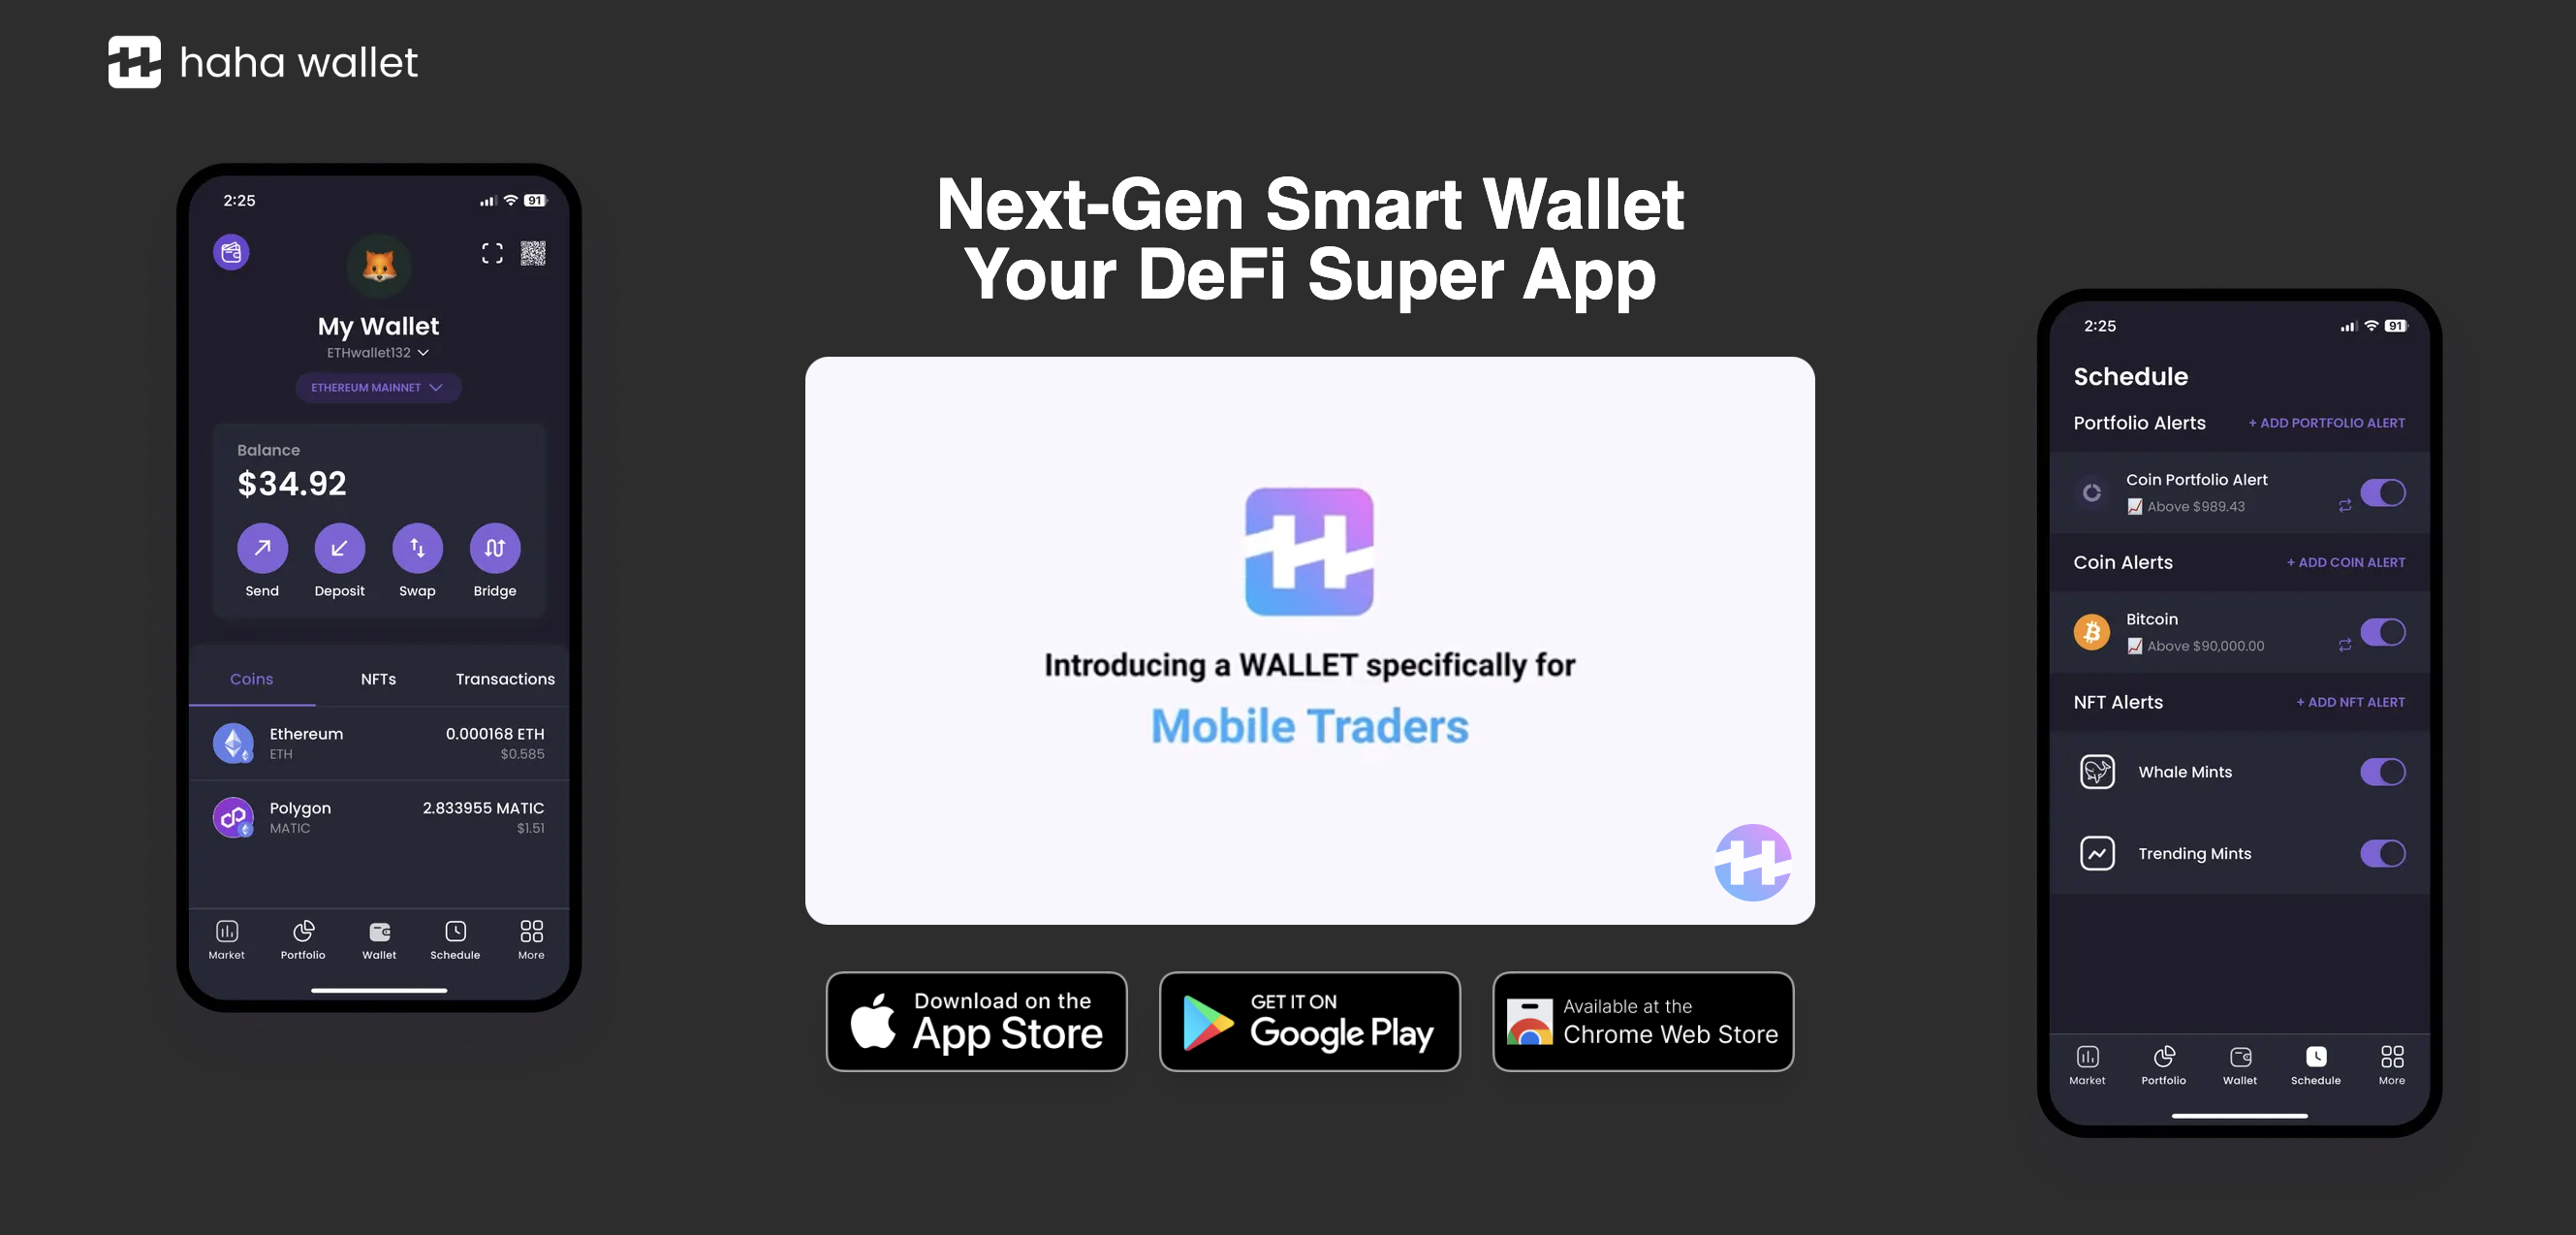 haha wallet
2:25
91
My Wallet
ETHwallet132
ETHEREUM MAINNET
Balance
$34.92
Send Deposit Swap Bridge
Coins NFTs Transactions
Ethereum 0.000168 ETH
ETH $0.585
Polygon 2.833955 MATIC
MATIC $1.51
Market Portfolio Wallet Schedule More
Next-Gen Smart Wallet
Your DeFi Super App
Introducing a WALLET specifically for
Mobile Traders
Download on the
App Store
GET IT ON
Google Play
Available at the
Chrome Web Store
2:25
91
Schedule
Portfolio Alerts + ADD PORTFOLIO ALERT
Coin Portfolio Alert
Above $989.43
Coin Alerts + ADD COIN ALERT
Bitcoin
Above $90,000.00
NFT Alerts + ADD NFT ALERT
Whale Mints
Trending Mints
Market Portfolio Wallet Schedule More